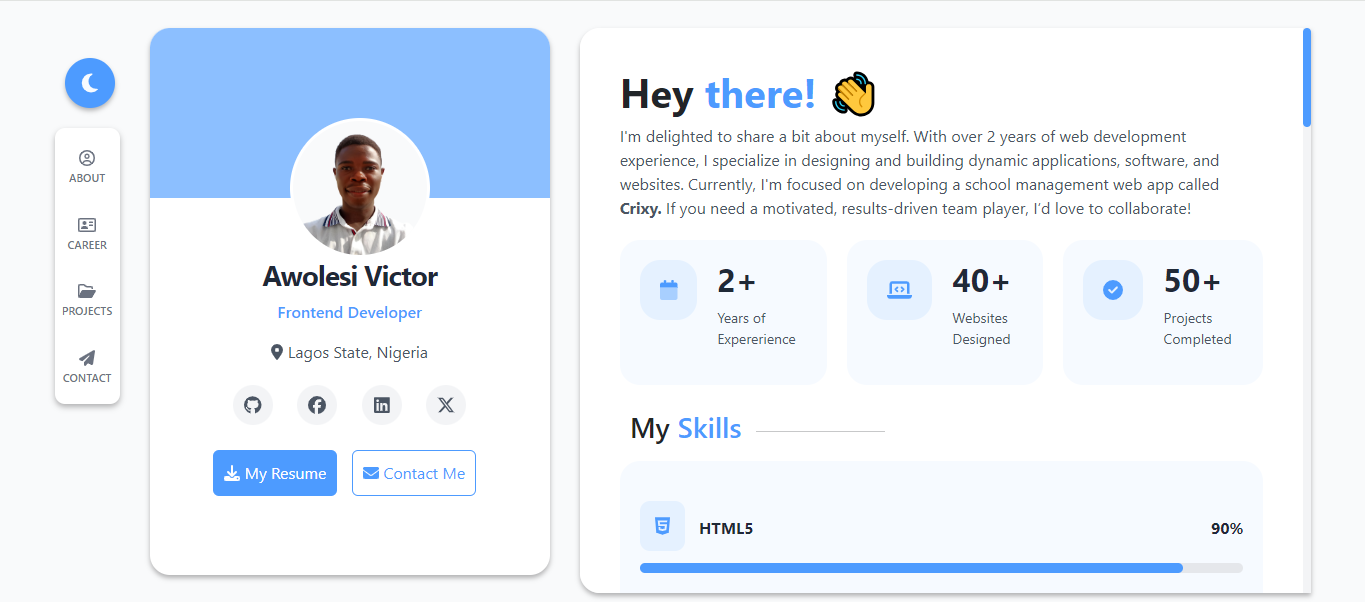 ABOUT
CAREER
PROJECTS
CONTACT
Awolesi Victor
Frontend Developer
Lagos State, Nigeria
My Resume
Contact Me
Hey there!
I'm delighted to share a bit about myself. With over 2 years of web development
experience, I specialize in designing and building dynamic applications, software, and
websites. Currently, I'm focused on developing a school management web app called
Crixy. If you need a motivated, results-driven team player, I'd love to collaborate!
2+
Years of
Expererience
40+
Websites
Designed
50+
Projects
Completed
My Skills
HTML5
90%